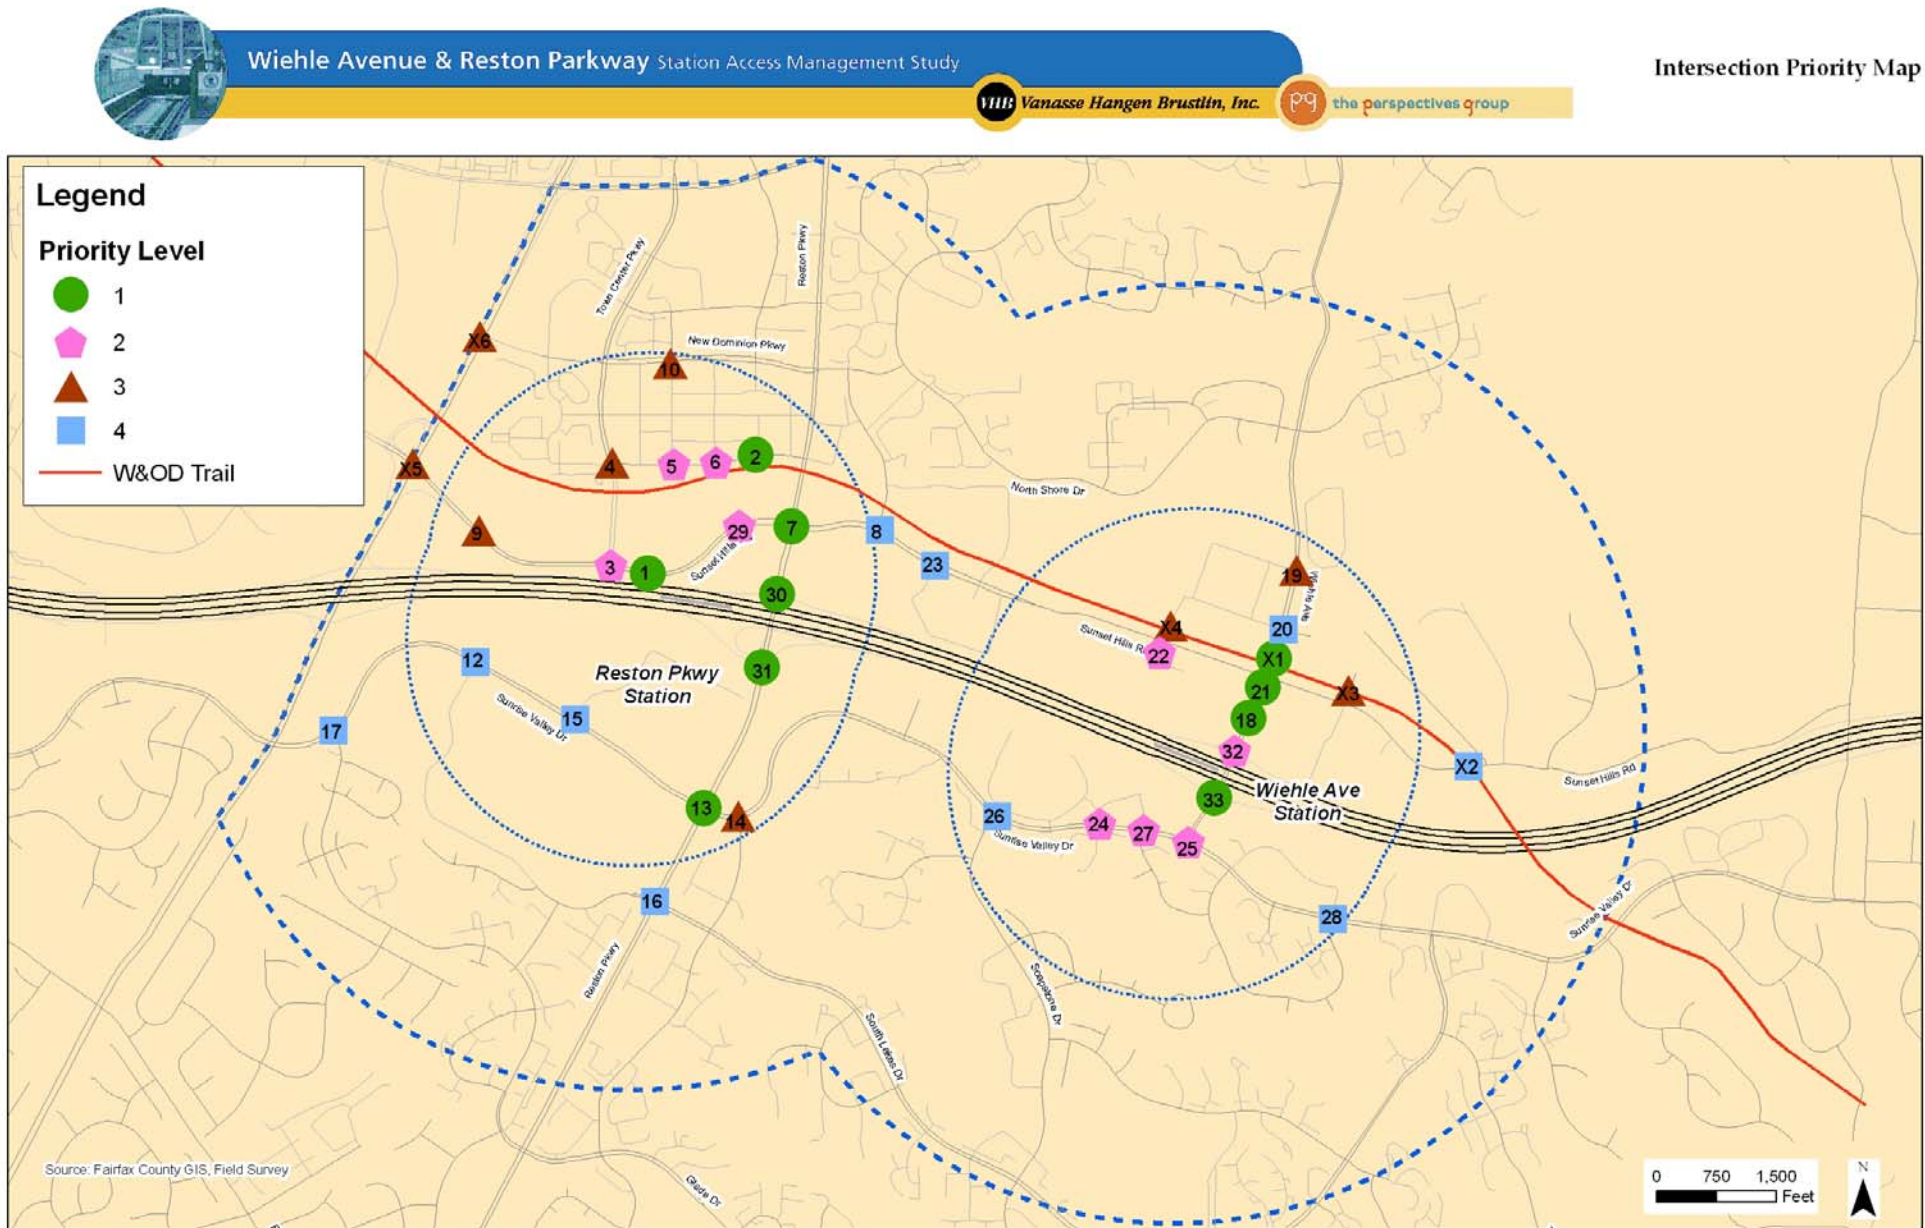 Wiehle Avenue & Reston Parkway Station Access Management Study
Intersection Priority Map
VHB Vanasse Hangen Brustlin, Inc.
pg the perspectives group
Legend
Priority Level
1
2
3
4
W&OD Trail
Town Center Pkwy
Reston Pkwy
X6
New Dominion Pkwy
10
X5
4
5
6
2
North Shore Dr
9
29
7
8
Sunset Hills
3
1
23
30
19
Wiehle Ave
X4
20
Sunset Hills R
22
X1
12
Reston Pkwy
Station
31
21
X3
Sunrise Valley Dr
15
18
17
32
X2
Sunset Hills Rd
Wiehle Ave
Station
33
13
14
26
24
27
25
Sunrise Valley Dr
16
28
Sunrise Valley Dr
Reston Pkwy
Soapstone Dr
South Lakes Dr
Glade Dr
Source: Fairfax County GIS, Field Survey
0 750 1,500
Feet
N